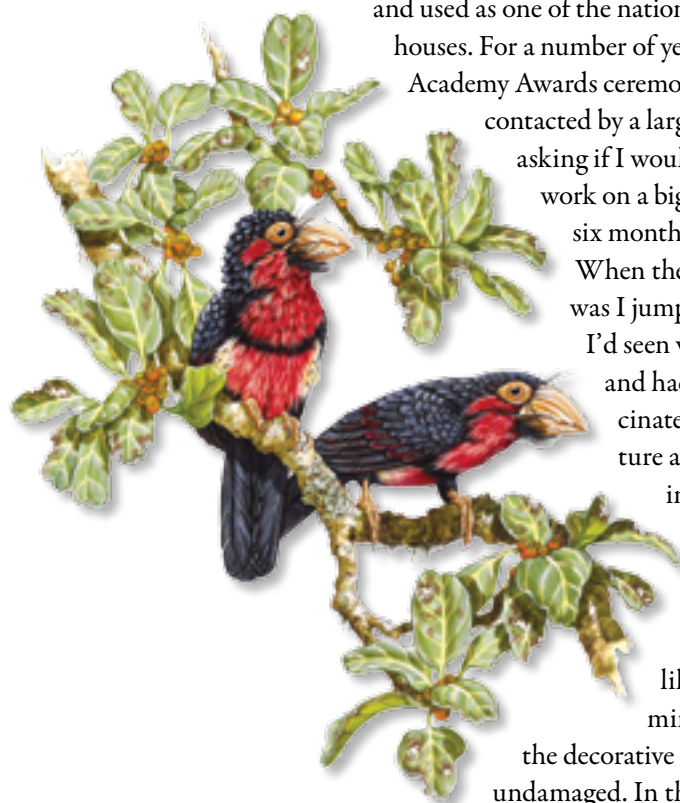 and used as one of the nation
houses. For a number of ye
Academy Awards ceremo
contacted by a larg
asking if I woul
work on a big
six month
When the
was I jump
I'd seen v
and had
cinate
ture a
in
lik
min
the decorative
undamaged. In th